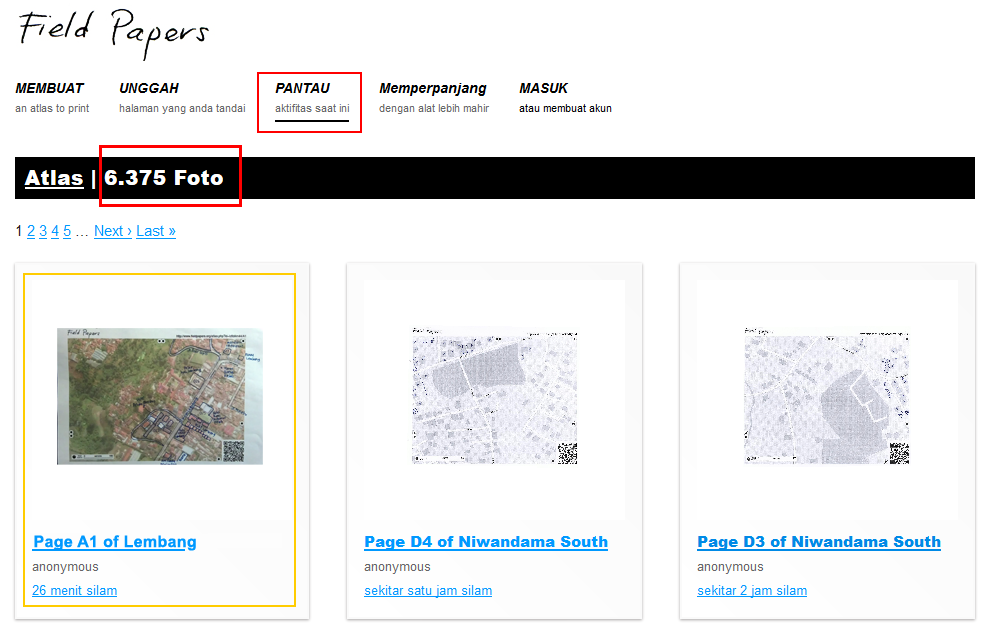 Field Papers
MEMBUAT
an atlas to print
UNGGAH
halaman yang anda tandai
PANTAU
aktifitas saat ini
Memperpanjang
dengan alat lebih mahir
MASUK
atau membuat akun
Atlas | 6.375 Foto
1 2 3 4 5 … Next › Last »
Field Papers
Page A1 of Lembang
anonymous
26 menit silam
Page D4 of Niwandama South
anonymous
sekitar satu jam silam
Page D3 of Niwandama South
anonymous
sekitar 2 jam silam